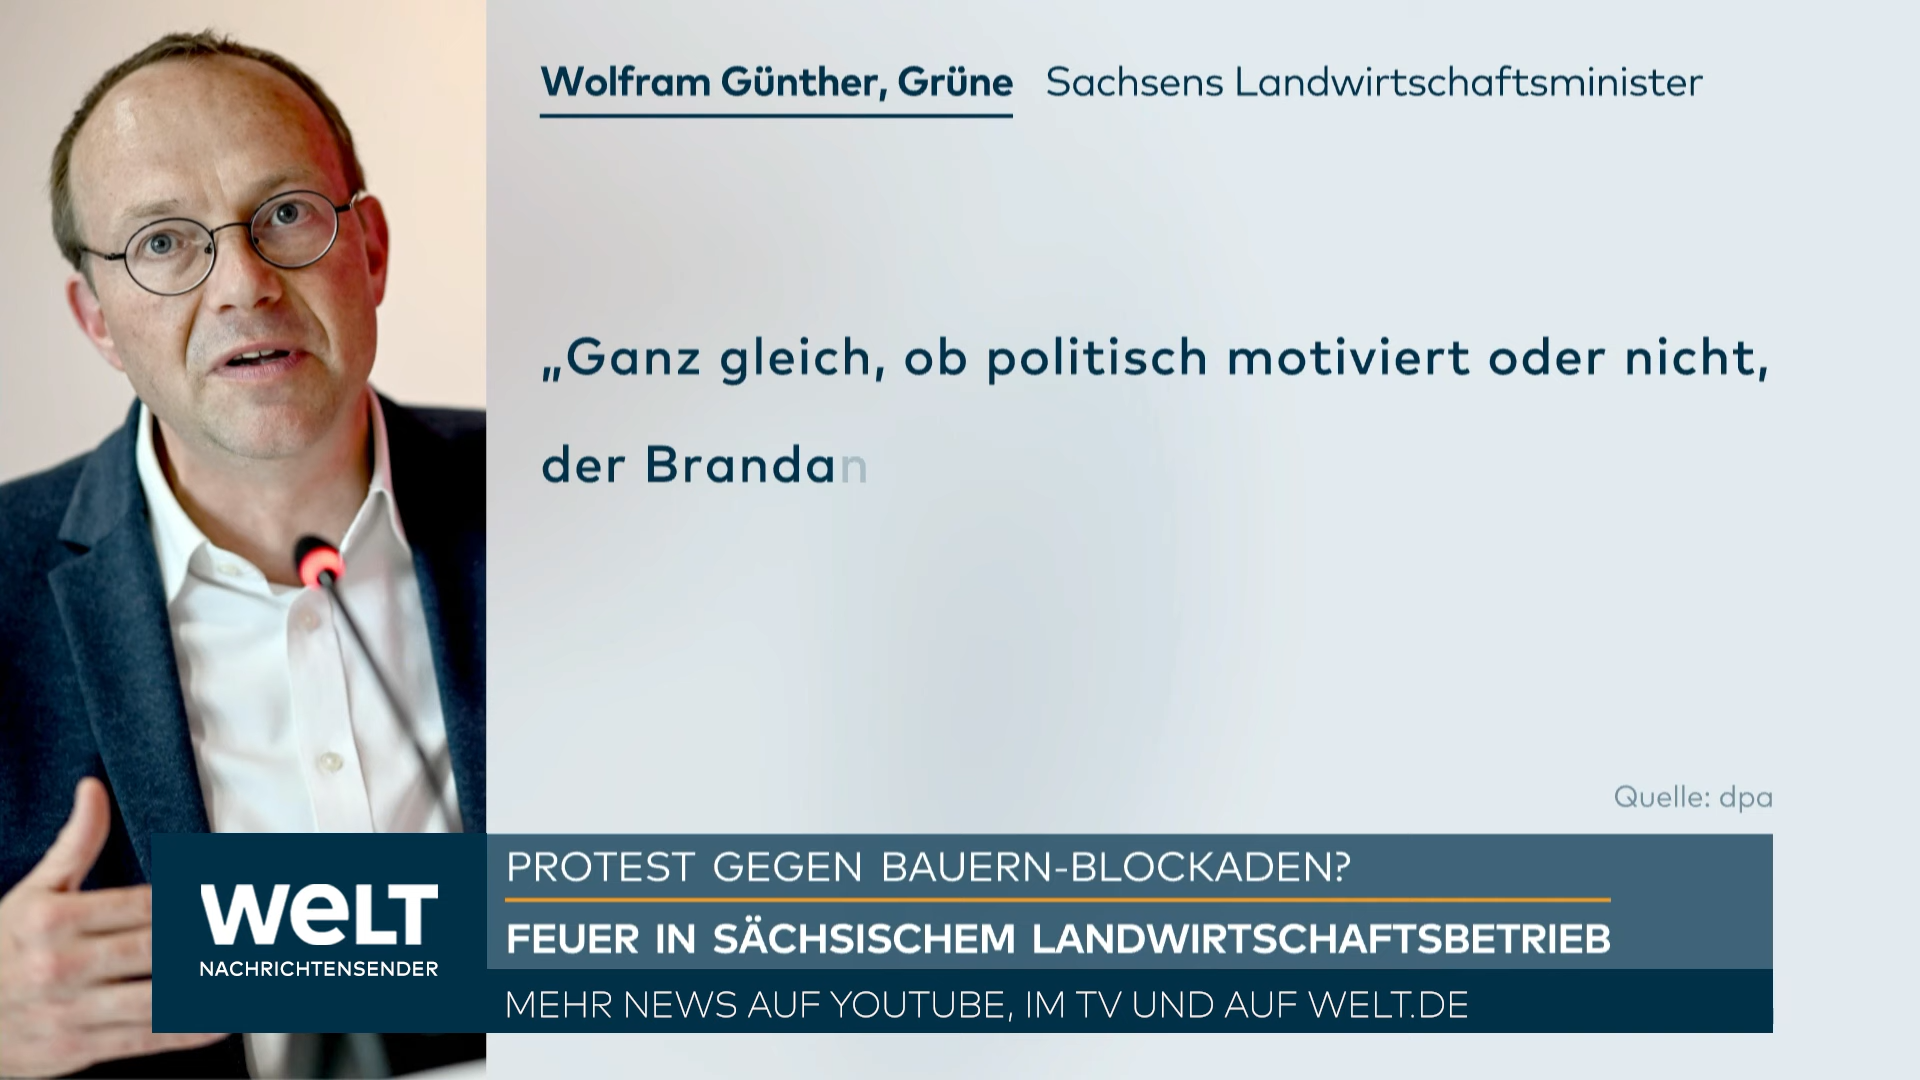 Wolfram Günther, Grüne Sachsens Landwirtschaftsminister
„Ganz gleich, ob politisch motiviert oder nicht,
der Brandan
Quelle: dpa
PROTEST GEGEN BAUERN-BLOCKADEN?
FEUER IN SÄCHSISCHEM LANDWIRTSCHAFTSBETRIEB
MEHR NEWS AUF YOUTUBE, IM TV UND AUF WELT.DE
WELT
NACHRICHTENSENDER